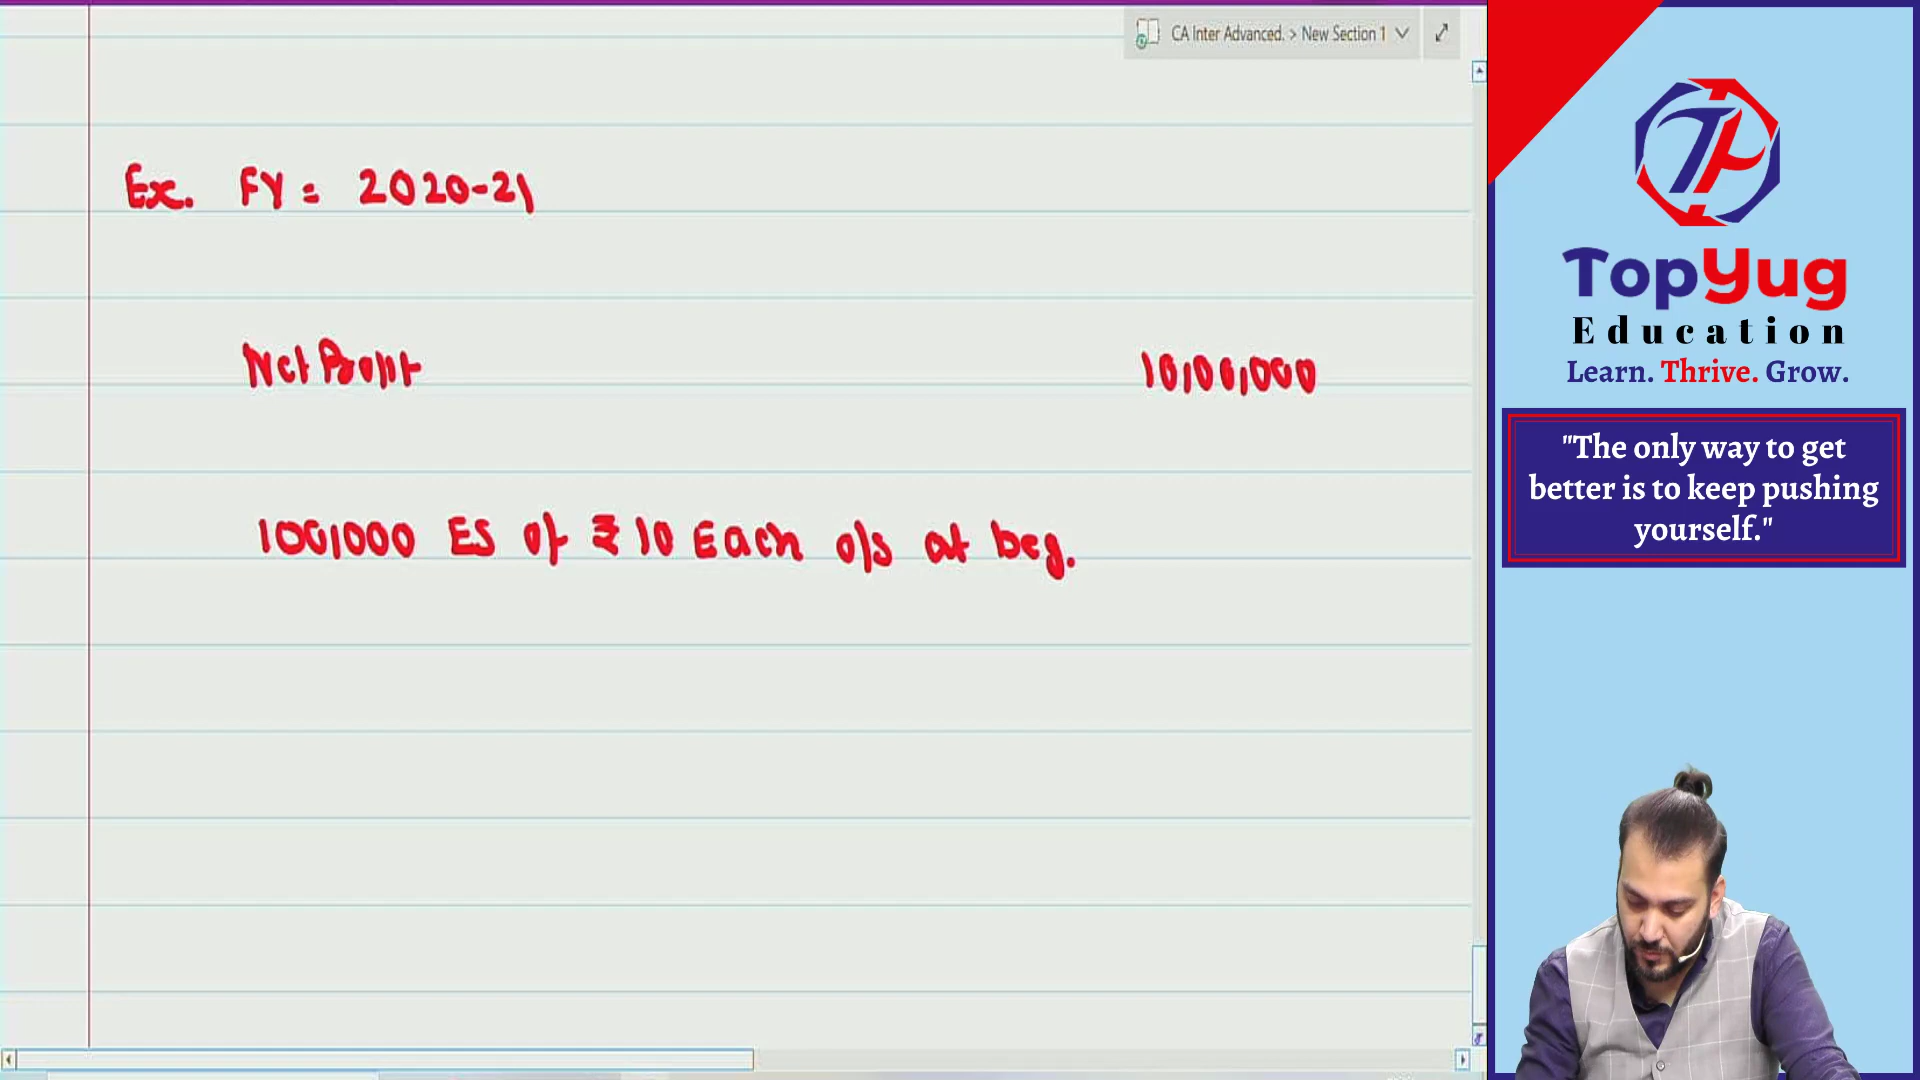 CA Inter Advanced. > New Section 1
Ex. FY = 2020-21
Net Profit 10,00,000
1,00,000 ES of ₹ 10 Each o/s at beg.
TopYug
Education
Learn. Thrive. Grow.
"The only way to get
better is to keep pushing
yourself."